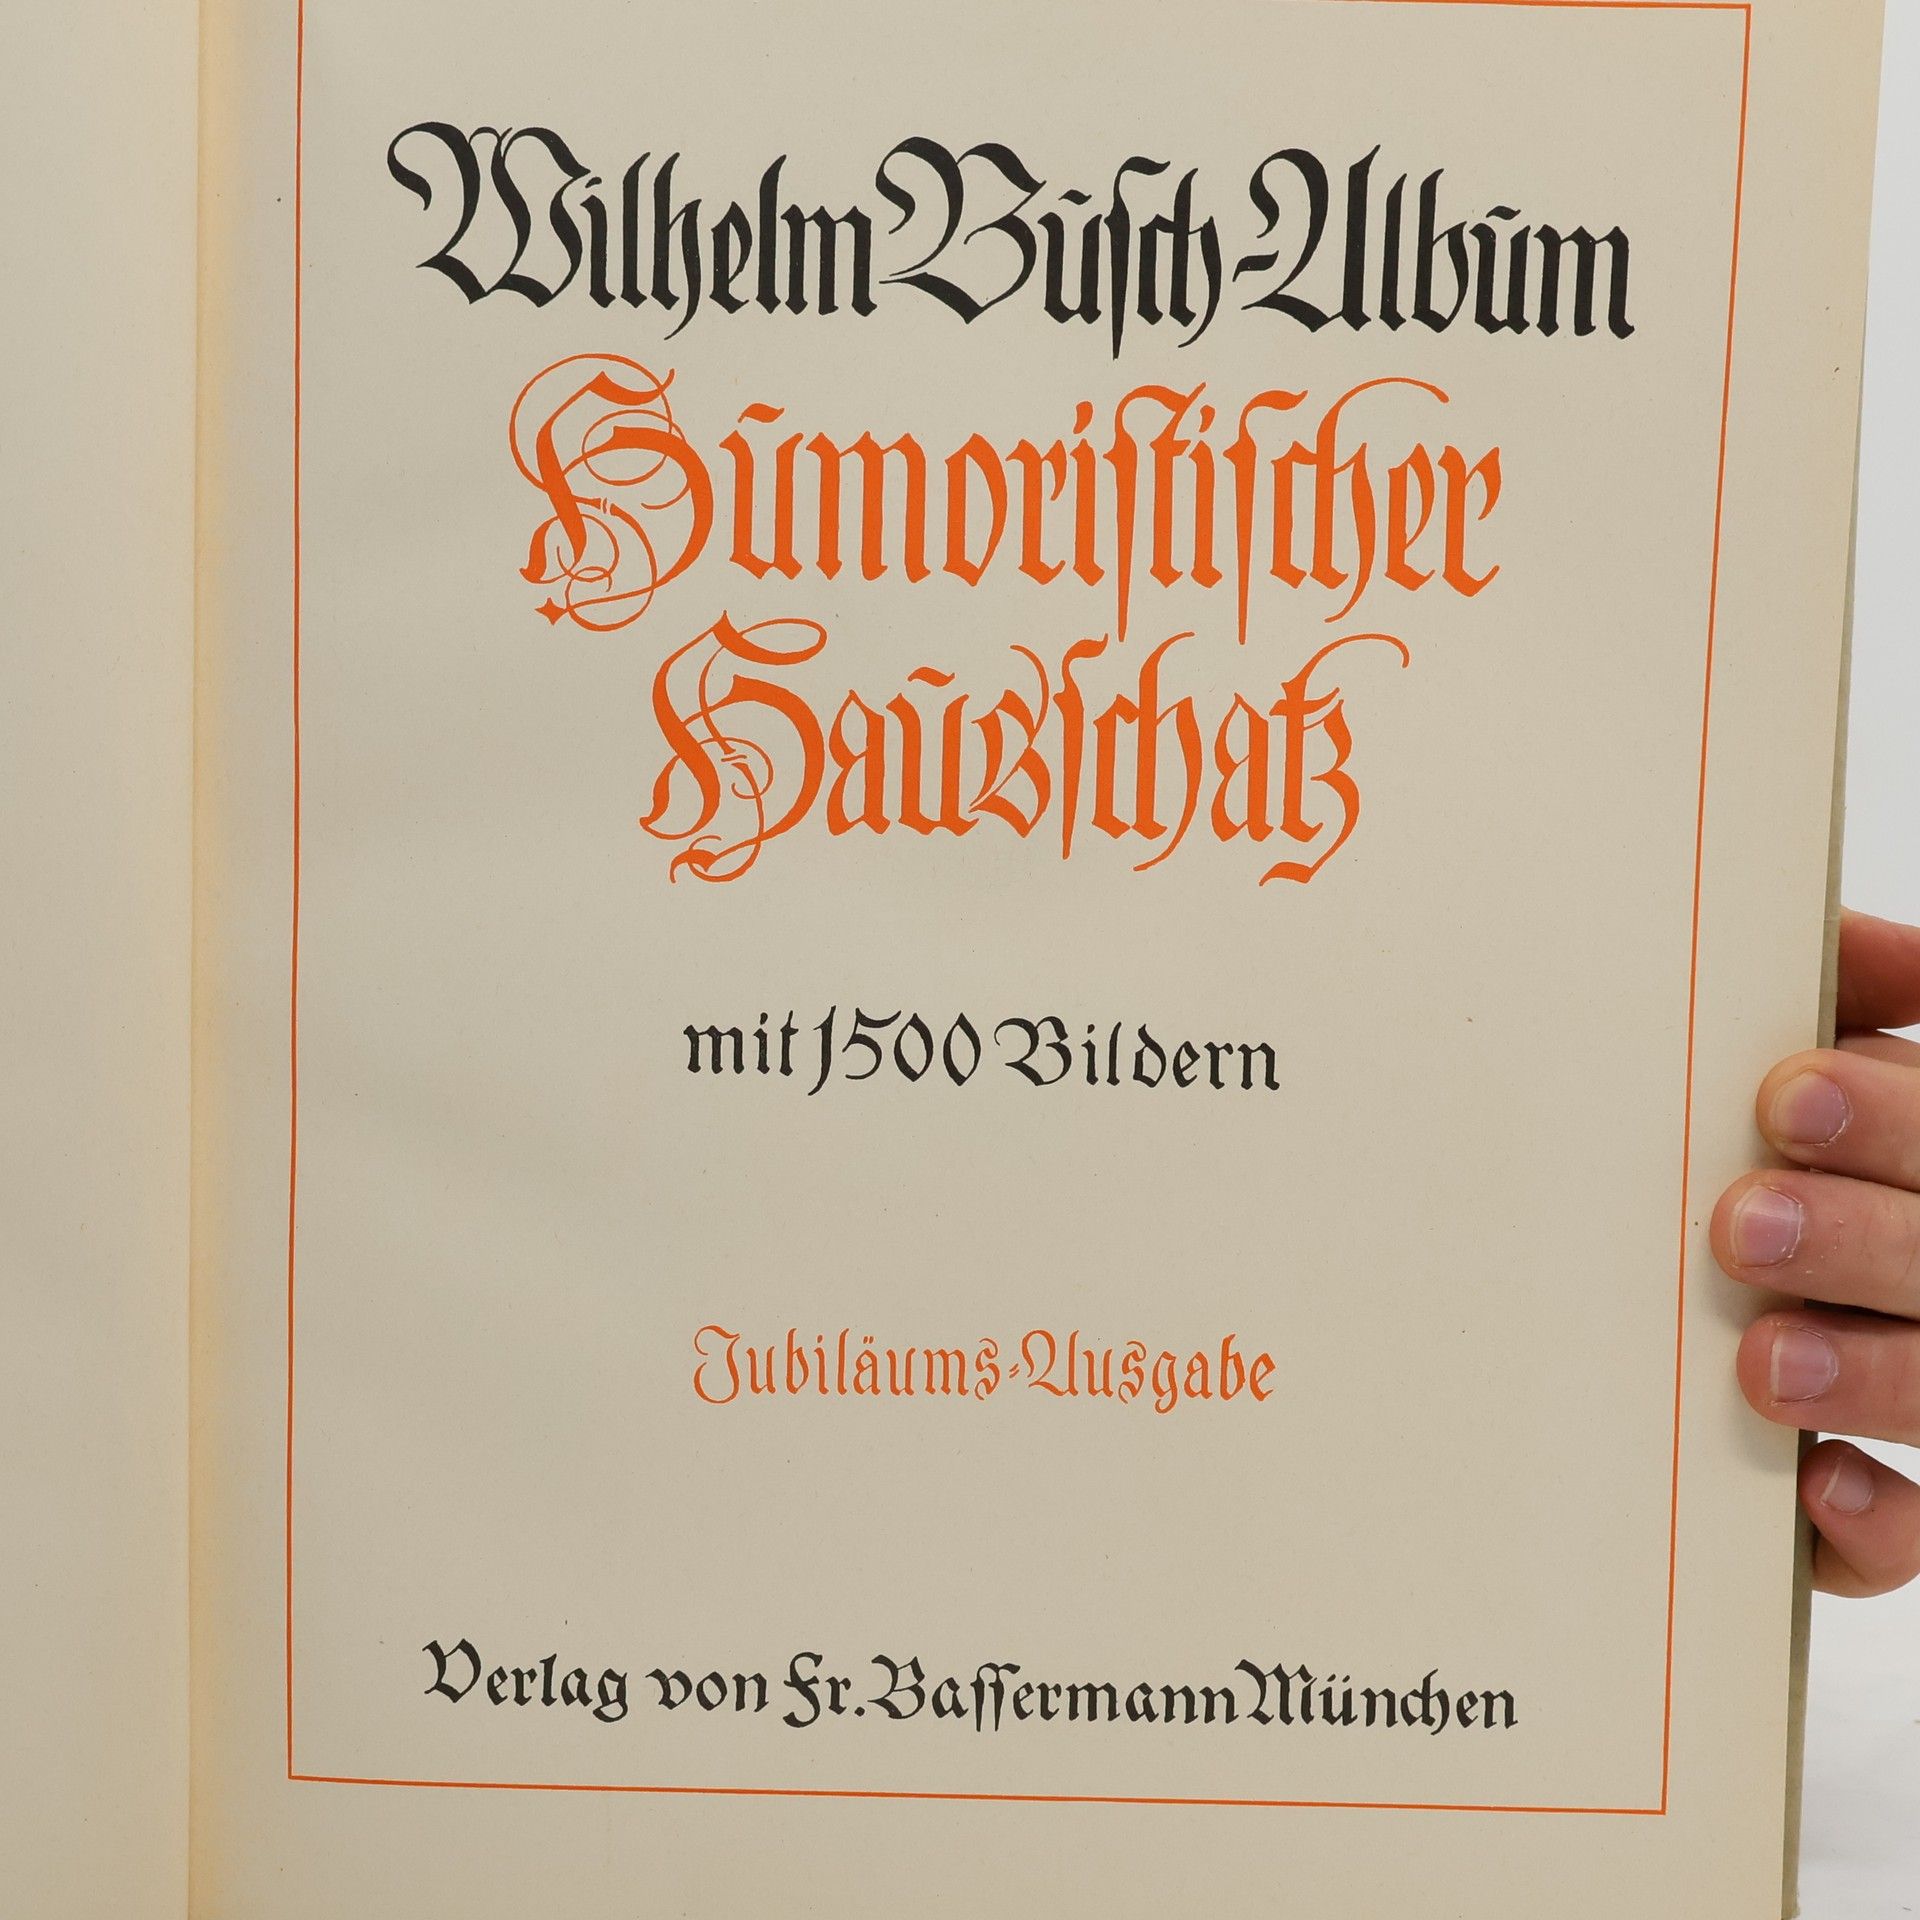 Wilhelm Busch-Album
Humoristischer
Hausschatz
mit 1500 Bildern
Jubiläums-Ausgabe
Verlag von Fr. Bassermann München